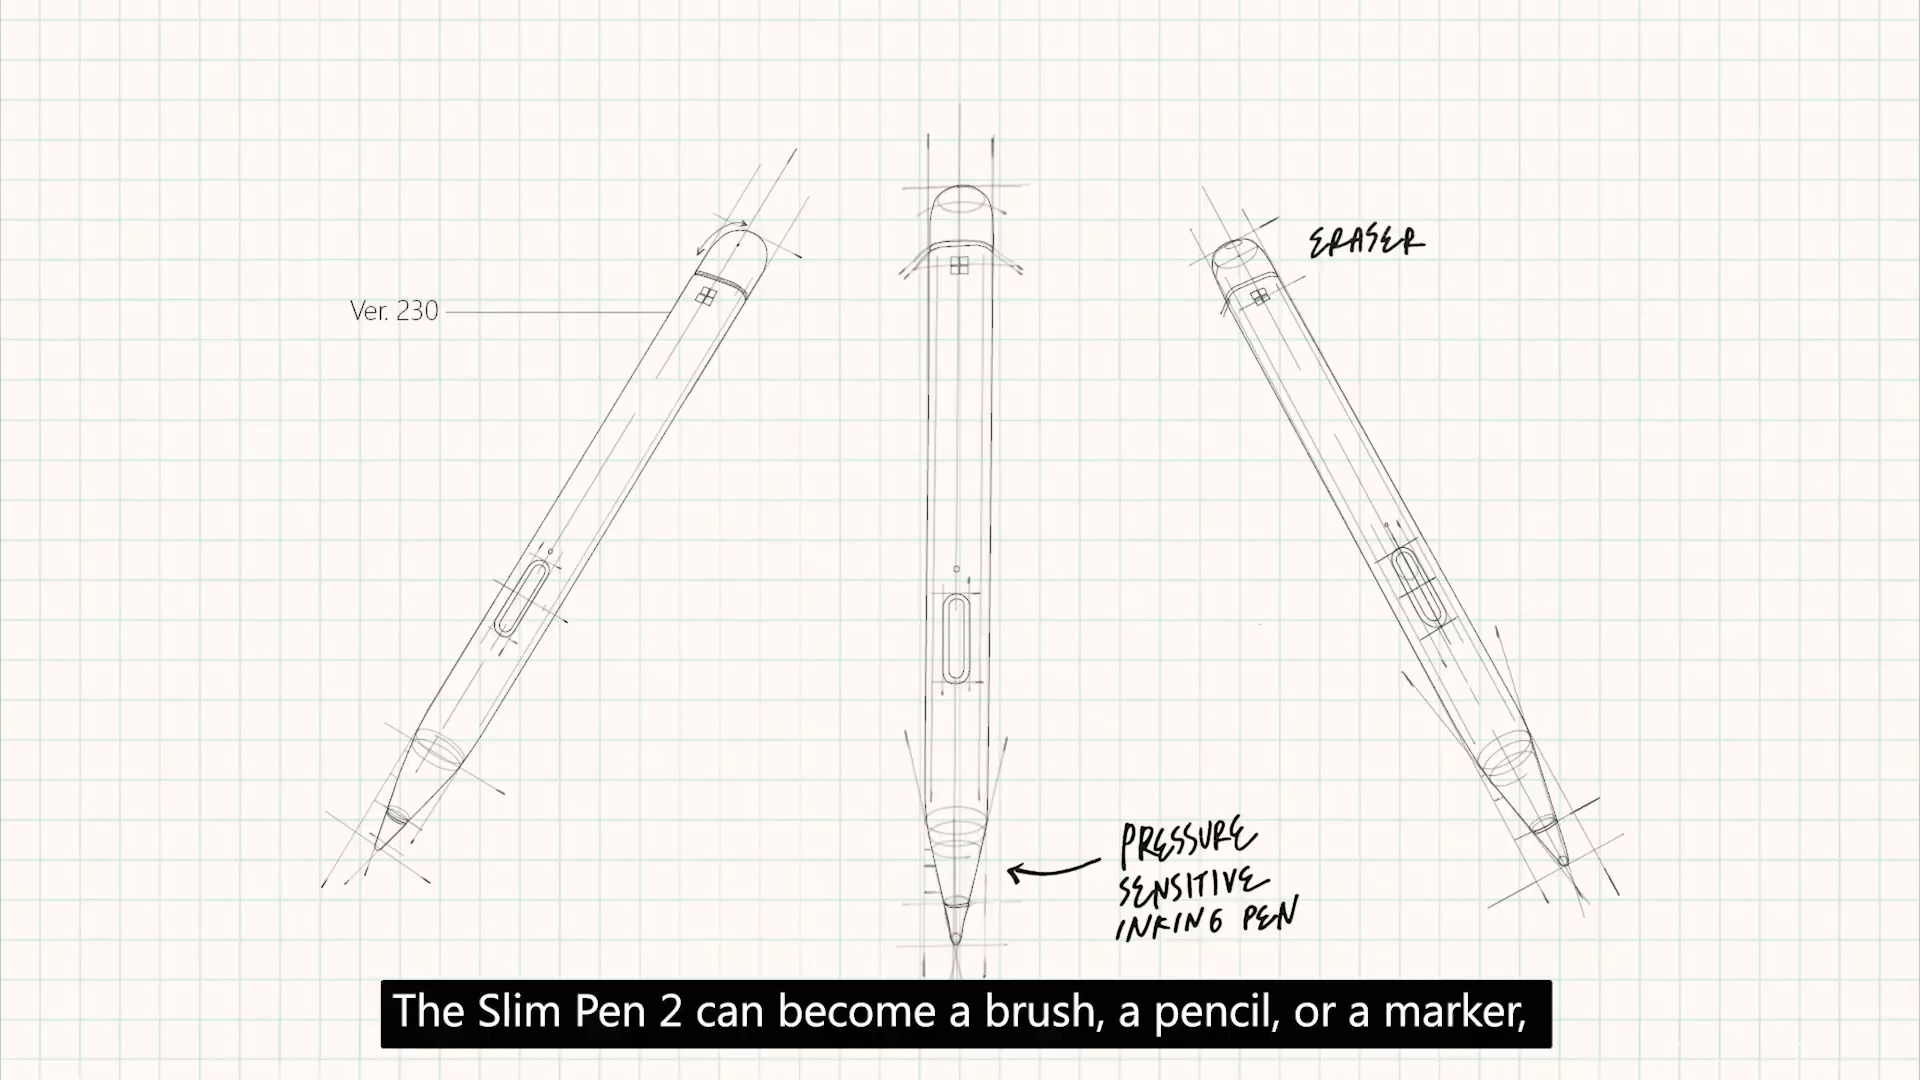 ERASER
Ver. 230
PRESSURE
SENSITIVE
INKING PEN
The Slim Pen 2 can become a brush, a pencil, or a marker,